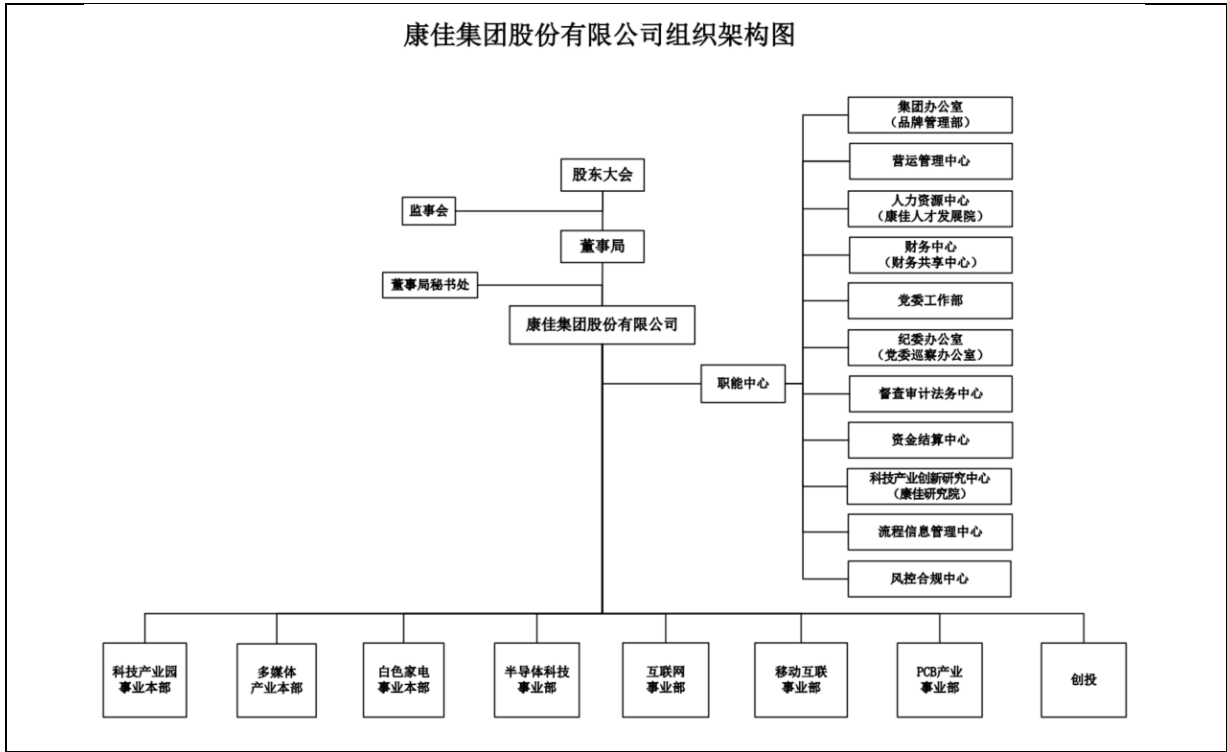 康佳集团股份有限公司组织架构图
股东大会
监事会
董事局
董事局秘书处
康佳集团股份有限公司
职能中心
集团办公室
（品牌管理部）
营运管理中心
人力资源中心
（康佳人才发展院）
财务中心
（财务共享中心）
党委工作部
纪委办公室
（党委巡察办公室）
督查审计法务中心
资金结算中心
科技产业创新研究中心
（康佳研究院）
流程信息管理中心
风控合规中心
科技产业园
事业本部
多媒体
产业本部
白色家电
事业本部
半导体科技
事业部
互联网
事业部
移动互联
事业部
PCB产业
事业部
创投